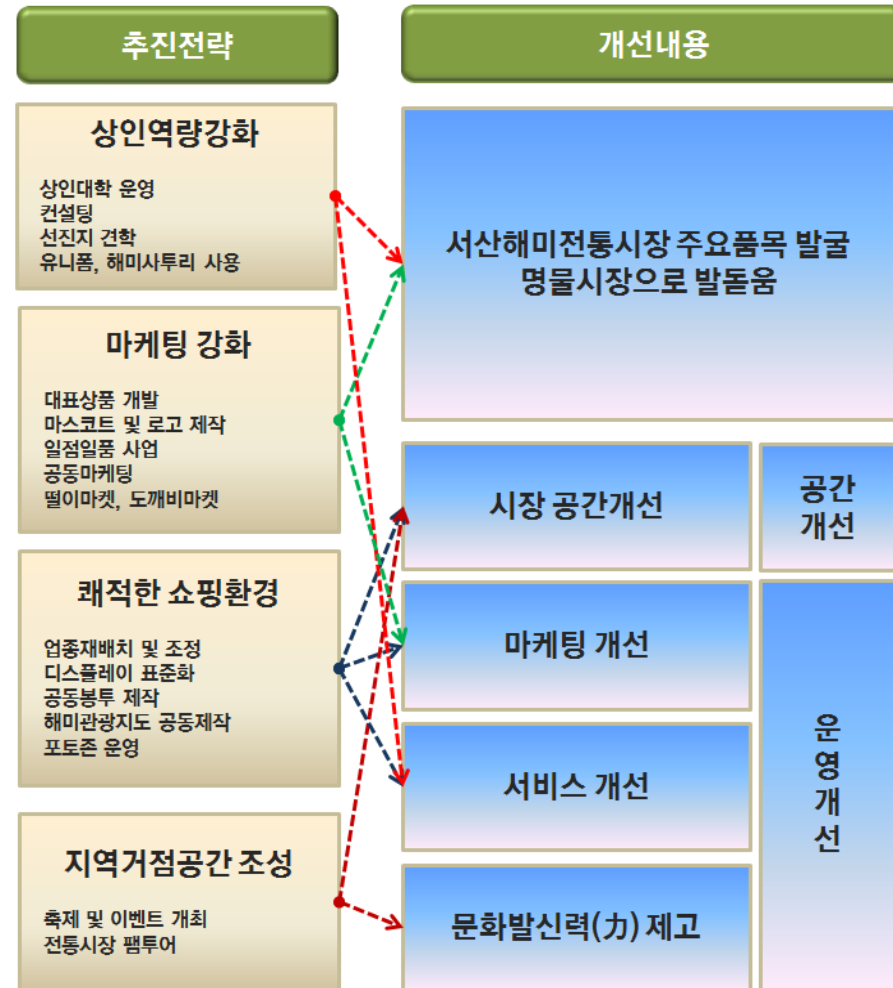 추진전략
개선내용
상인역량강화
상인대학 운영
컨설팅
선진지 견학
유니폼, 해미사투리 사용
마케팅 강화
대표상품 개발
마스코트 및 로고 제작
일점일품 사업
공동마케팅
떨이마켓, 도깨비마켓
쾌적한 쇼핑환경
업종재배치 및 조정
디스플레이 표준화
공동봉투 제작
해미관광지도 공동제작
포토존 운영
지역거점공간 조성
축제 및 이벤트 개최
전통시장 팸투어
서산해미전통시장 주요품목 발굴
명물시장으로 발돋움
시장 공간개선
공간
개선
마케팅 개선
서비스 개선
문화발신력(力) 제고
운
영
개
선